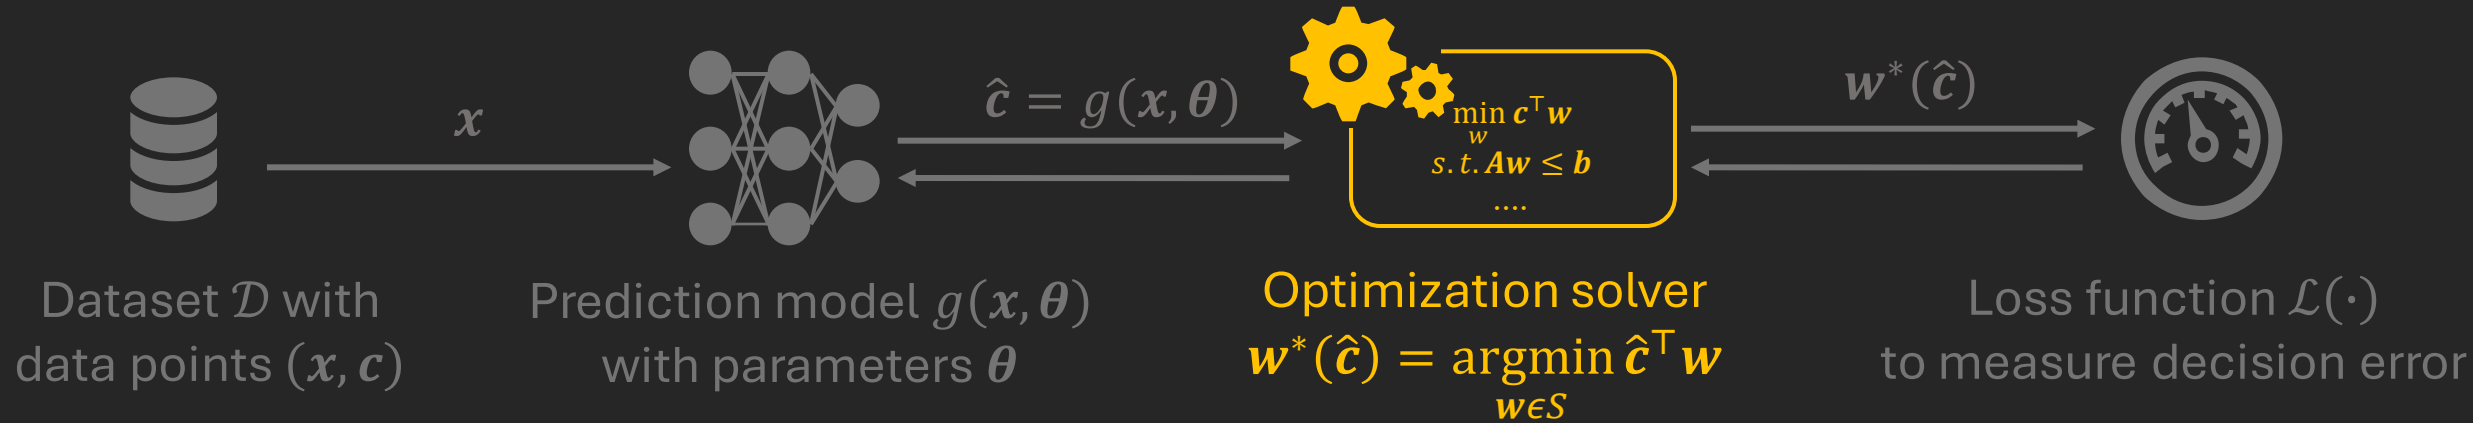 x
ĉ = g(x, θ)
min c⊤w
w
s.t. Aw ≤ b
....
w*(ĉ)
Dataset 𝒟 with
data points (x, c)
Prediction model g(x, θ)
with parameters θ
Optimization solver
w*(ĉ) = argmin ĉ⊤w
wϵS
Loss function ℒ(·)
to measure decision error